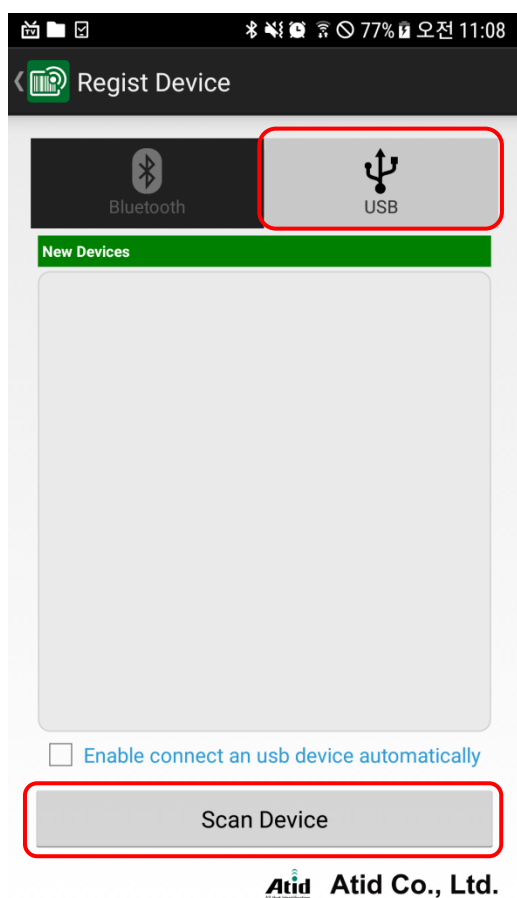 77% 오전 11:08
Regist Device
Bluetooth
USB
New Devices
Enable connect an usb device automatically
Scan Device
Atid Atid Co., Ltd.